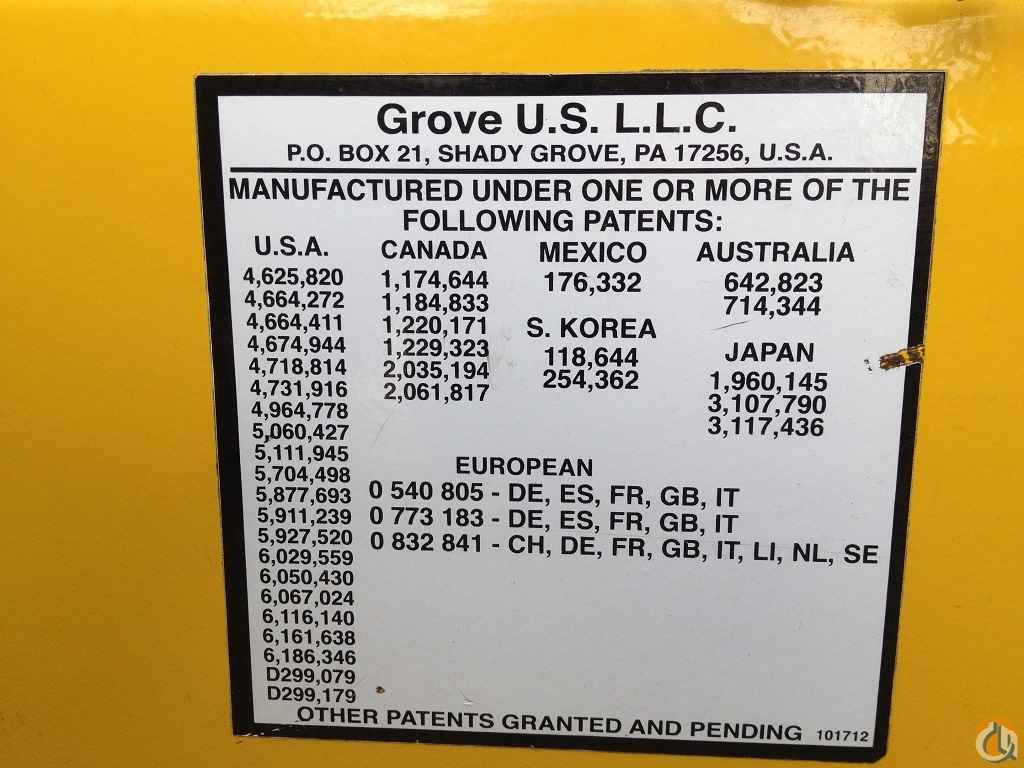 Grove U.S. L.L.C.
P.O. BOX 21, SHADY GROVE, PA 17256, U.S.A.
MANUFACTURED UNDER ONE OR MORE OF THE
FOLLOWING PATENTS:
U.S.A.
4,625,820
4,664,272
4,664,411
4,674,944
4,718,814
4,731,916
4,964,778
5,060,427
5,111,945
5,704,498
5,877,693
5,911,239
5,927,520
6,029,559
6,050,430
6,067,024
6,116,140
6,161,638
6,186,346
D299,079
D299,179
CANADA
1,174,644
1,184,833
1,220,171
1,229,323
2,035,194
2,061,817
MEXICO
176,332
S. KOREA
118,644
254,362
AUSTRALIA
642,823
714,344
JAPAN
1,960,145
3,107,790
3,117,436
EUROPEAN
0 540 805 - DE, ES, FR, GB, IT
0 773 183 - DE, ES, FR, GB, IT
0 832 841 - CH, DE, FR, GB, IT, LI, NL, SE
OTHER PATENTS GRANTED AND PENDING 101712